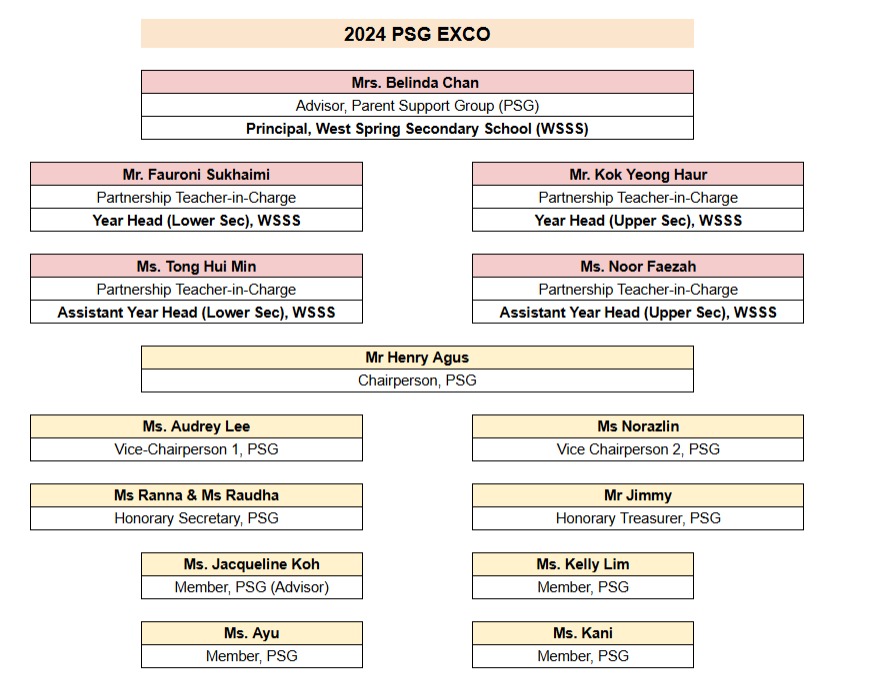 2024 PSG EXCO
Mrs. Belinda Chan
Advisor, Parent Support Group (PSG)
Principal, West Spring Secondary School (WSSS)
Mr. Fauroni Sukhaimi
Partnership Teacher-in-Charge
Year Head (Lower Sec), WSSS
Mr. Kok Yeong Haur
Partnership Teacher-in-Charge
Year Head (Upper Sec), WSSS
Ms. Tong Hui Min
Partnership Teacher-in-Charge
Assistant Year Head (Lower Sec), WSSS
Ms. Noor Faezah
Partnership Teacher-in-Charge
Assistant Year Head (Upper Sec), WSSS
Mr Henry Agus
Chairperson, PSG
Ms. Audrey Lee
Vice-Chairperson 1, PSG
Ms Norazlin
Vice Chairperson 2, PSG
Ms Ranna & Ms Raudha
Honorary Secretary, PSG
Mr Jimmy
Honorary Treasurer, PSG
Ms. Jacqueline Koh
Member, PSG (Advisor)
Ms. Kelly Lim
Member, PSG
Ms. Ayu
Member, PSG
Ms. Kani
Member, PSG